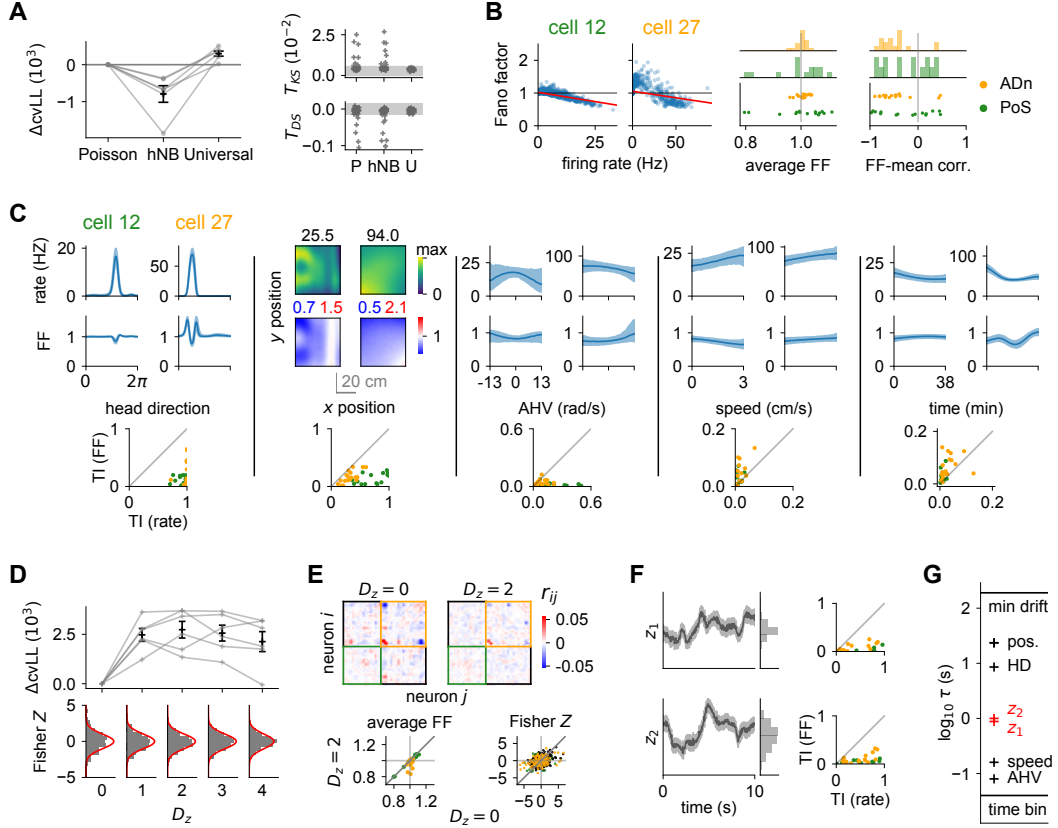 A
ΔcvLL (10³)
0
−1
Poisson hNB Universal
T_KS (10⁻²)
2.5
0.0
T_DS
0.0
−0.1
P hNB U
B
cell 12 cell 27
Fano factor
2
1
0
0 25 0 50
firing rate (Hz)
0.8 1.0
average FF
−1 0 1
FF-mean corr.
ADn
PoS
C
cell 12 cell 27
rate (HZ)
20
0
50
0
FF
1
0
1
0
0 2π
head direction
TI (FF)
1
0
0 1
TI (rate)
25.5 94.0
max
0
0.7 1.5 0.5 2.1
1
y position
20 cm
x position
1
0
0 1
25
0
100
0
1
0
1
0
-13 0 13
AHV (rad/s)
0.6
0.0
0.0 0.6
25
0
100
0
1
0
1
0
0 3
speed (cm/s)
0.2
0.0
0.0 0.2
25
0
100
0
1
0
1
0
0 38
time (min)
0.2
0.0
0.0 0.2
D
ΔcvLL (10³)
2.5
0.0
Fisher Z
5
0
−5
0 1 2 3 4
D_z
E
D_z = 0 D_z = 2
r_ij
0.05
0
-0.05
neuron i
neuron j
average FF Fisher Z
D_z = 2
1.2
1.0
0.8
0.8 1.2
5
0
−5
−5 0 5
D_z = 0
F
z₁
z₂
0 10
time (s)
1
0
0 1
TI (FF)
1
0
0 1
TI (rate)
G
log₁₀ τ (s)
2
1
0
−1
min drift
pos.
HD
z₂
z₁
speed
AHV
time bin